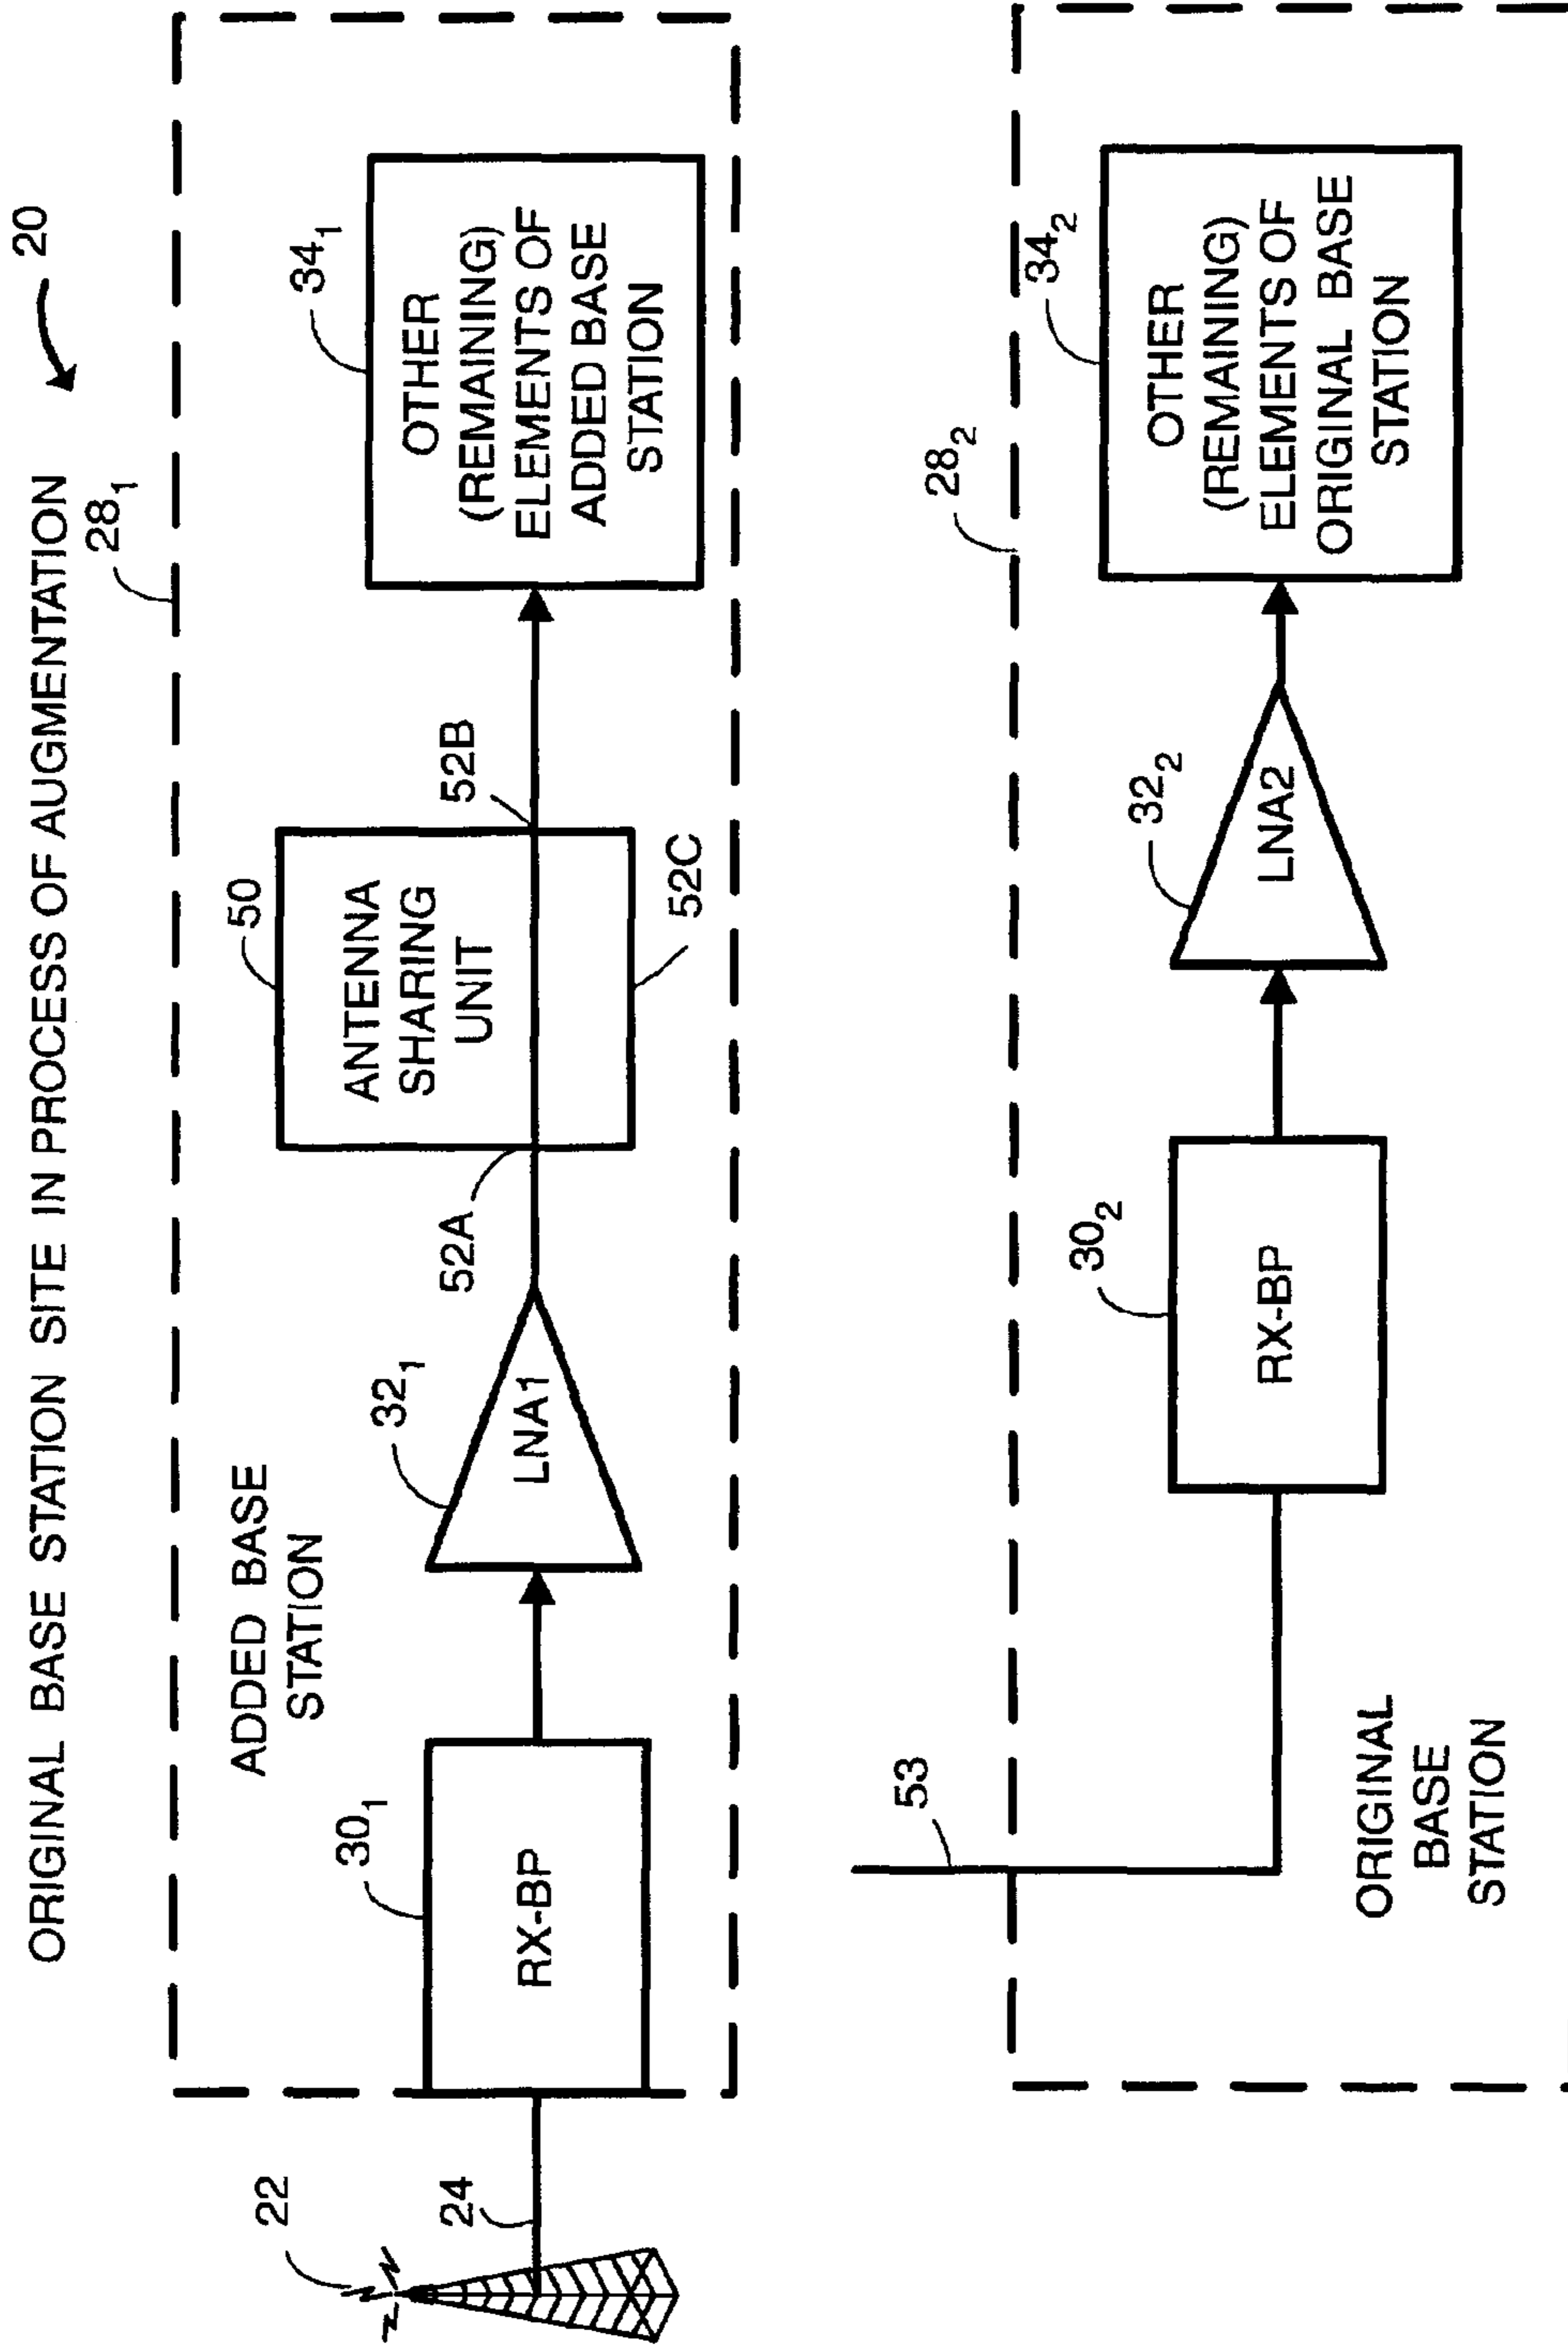 ORIGINAL BASE STATION SITE IN PROCESS OF AUGMENTATION
20
28₁
ADDED BASE
STATION
22
24
30₁
RX-BP
32₁
LNA1
52A
50
ANTENNA
SHARING
UNIT
52B
52C
34₁
OTHER
(REMAINING)
ELEMENTS OF
ADDED BASE
STATION
28₂
53
ORIGINAL
BASE
STATION
30₂
RX-BP
32₂
LNA2
34₂
OTHER
(REMAINING)
ELEMENTS OF
ORIGINAL BASE
STATION